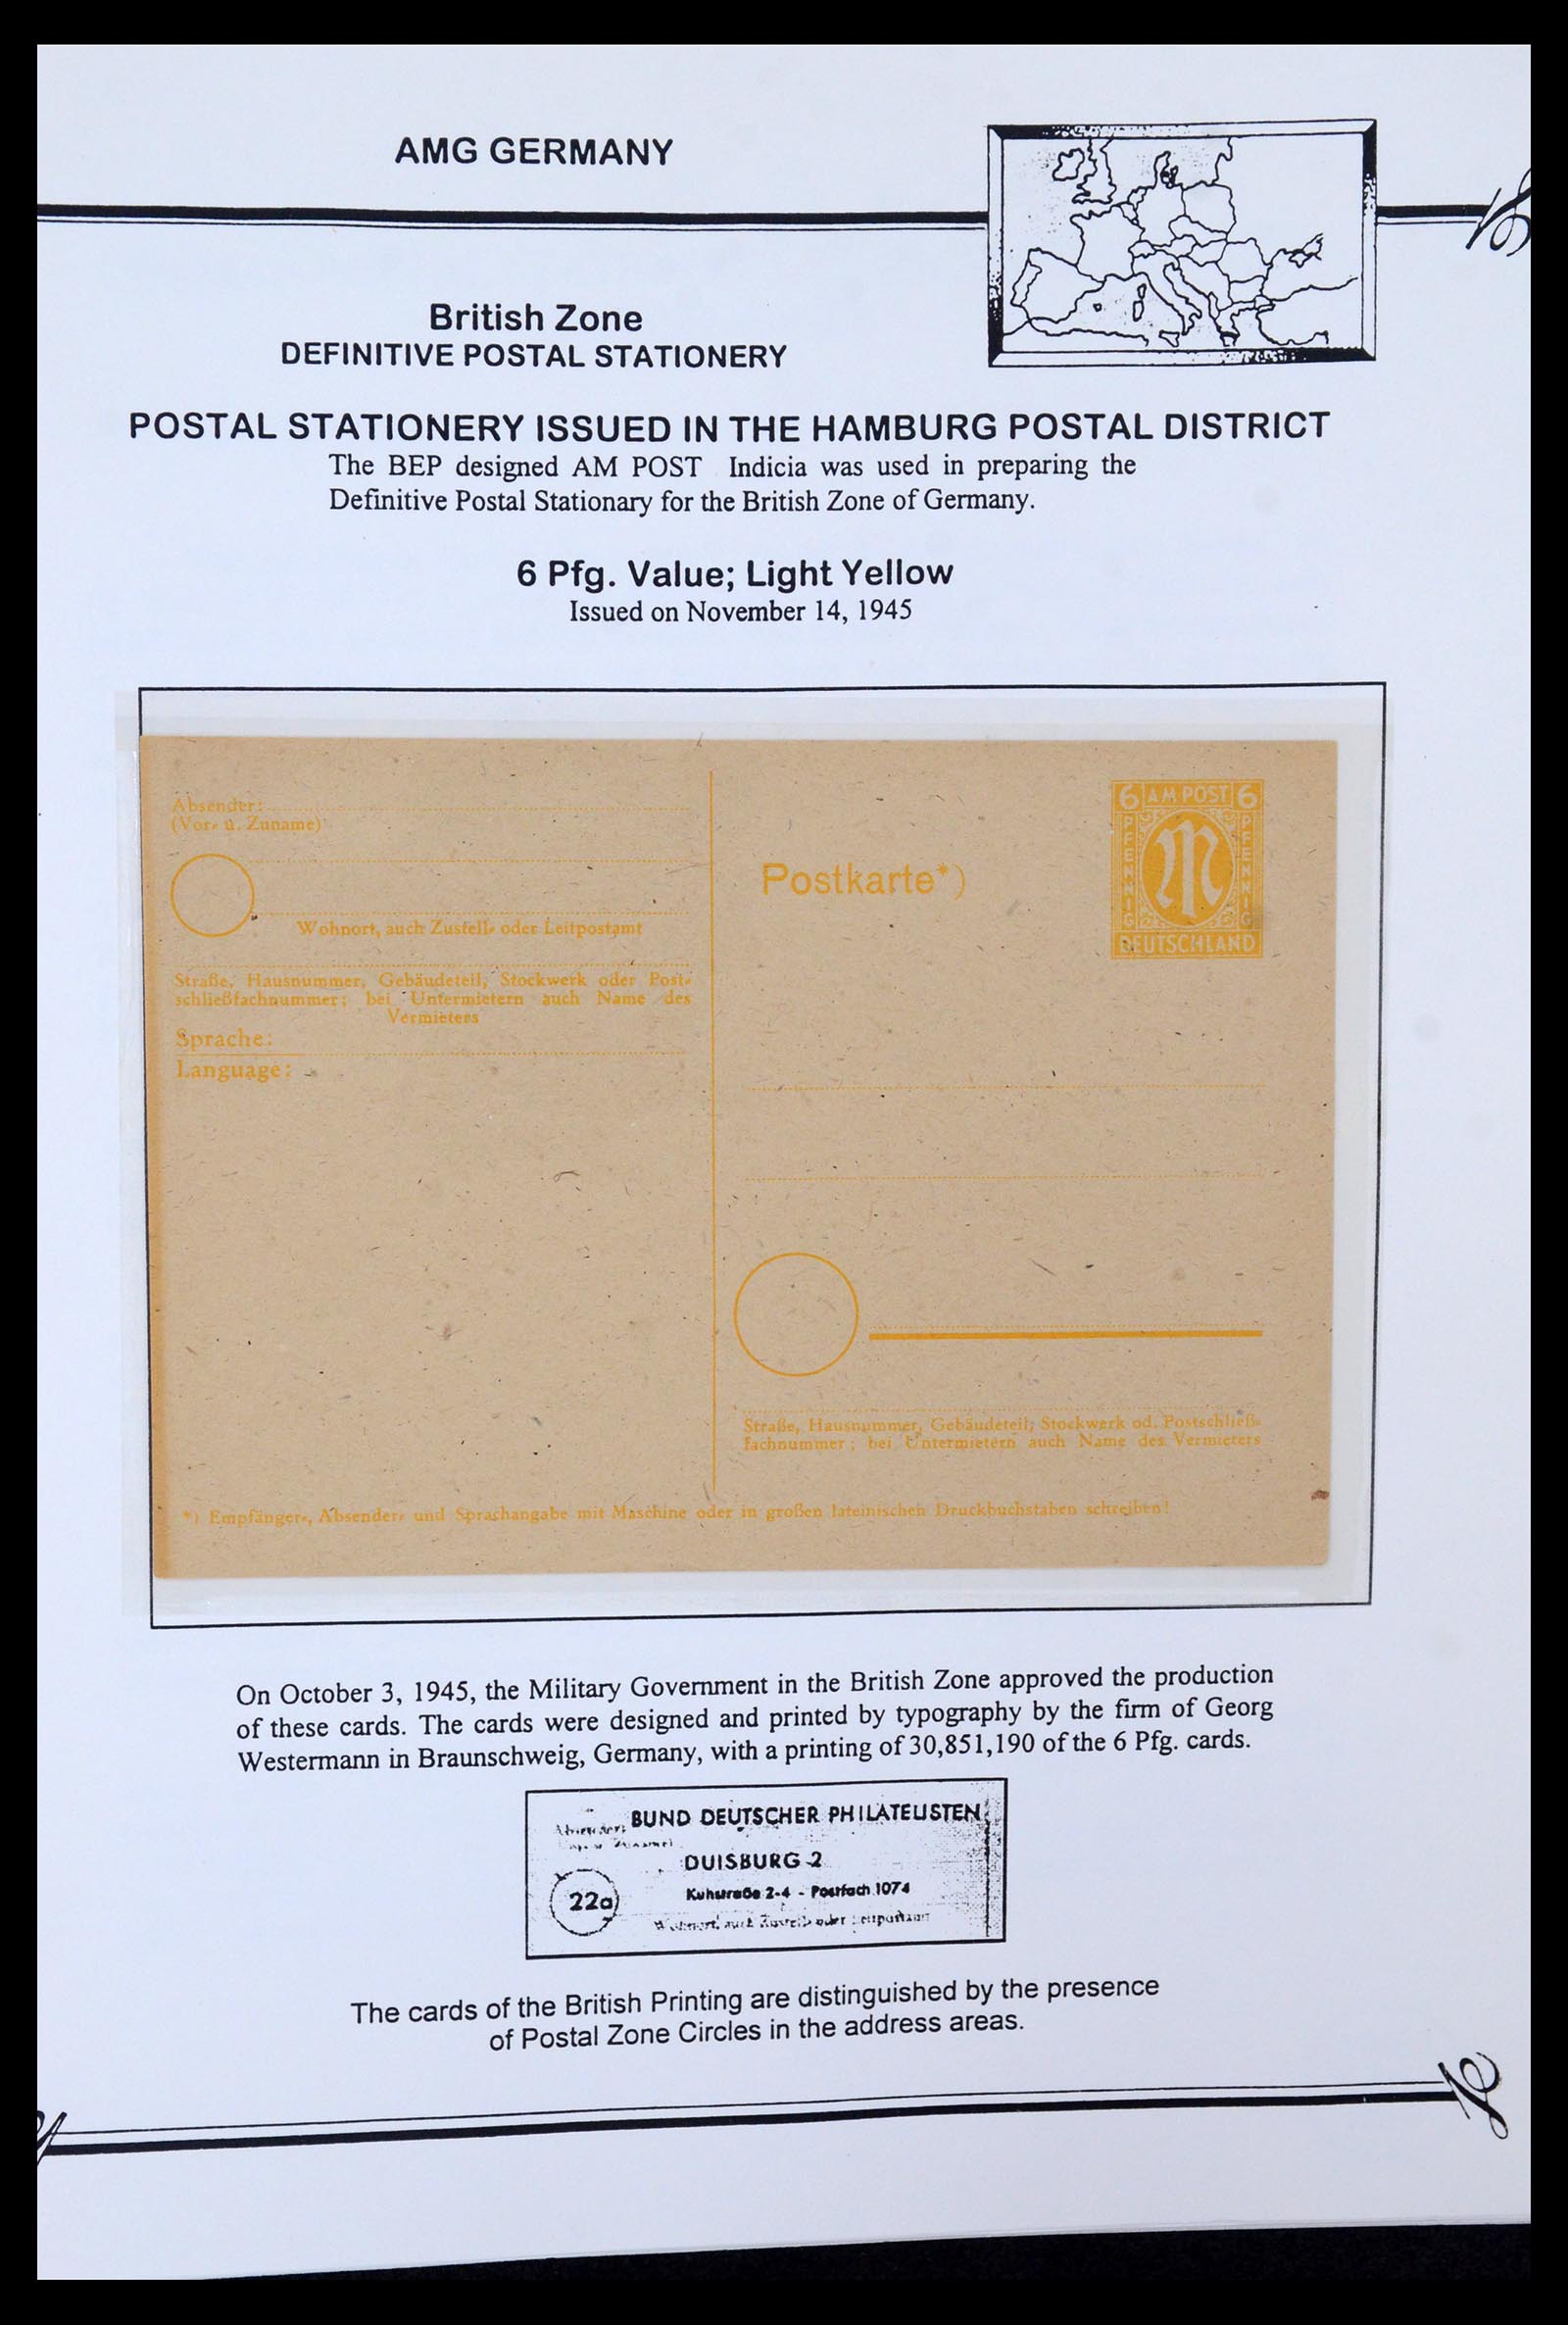 AMG GERMANY
British Zone
DEFINITIVE POSTAL STATIONERY
POSTAL STATIONERY ISSUED IN THE HAMBURG POSTAL DISTRICT
The BEP designed AM POST Indicia was used in preparing the
Definitive Postal Stationary for the British Zone of Germany.
6 Pfg. Value; Light Yellow
Issued on November 14, 1945
Absender:
(Vor- u. Zuname)
Wohnort, auch Zustell- oder Leitpostamt
Straße, Hausnummer, Gebäudeteil, Stockwerk oder Post-
schließfachnummer; bei Untermietern auch Name des
Vermieters
Sprache:
Language:
6 AM POST 6
PFENNIG PFENNIG
DEUTSCHLAND
Postkarte*)
Straße, Hausnummer, Gebäudeteil, Stockwerk od. Postschließ-
fachnummer; bei Untermietern auch Name des Vermieters
*) Empfänger-, Absender- und Sprachangabe mit Maschine oder in großen lateinischen Druckbuchstaben schreiben!
On October 3, 1945, the Military Government in the British Zone approved the production
of these cards. The cards were designed and printed by typography by the firm of Georg
Westermann in Braunschweig, Germany, with a printing of 30,851,190 of the 6 Pfg. cards.
Absender: BUND DEUTSCHER PHILATELISTEN
DUISBURG 2
22a Kuhstraße 2-4 - Postfach 1074
Wohnort, auch Zustell- oder Leitpostamt
The cards of the British Printing are distinguished by the presence
of Postal Zone Circles in the address areas.